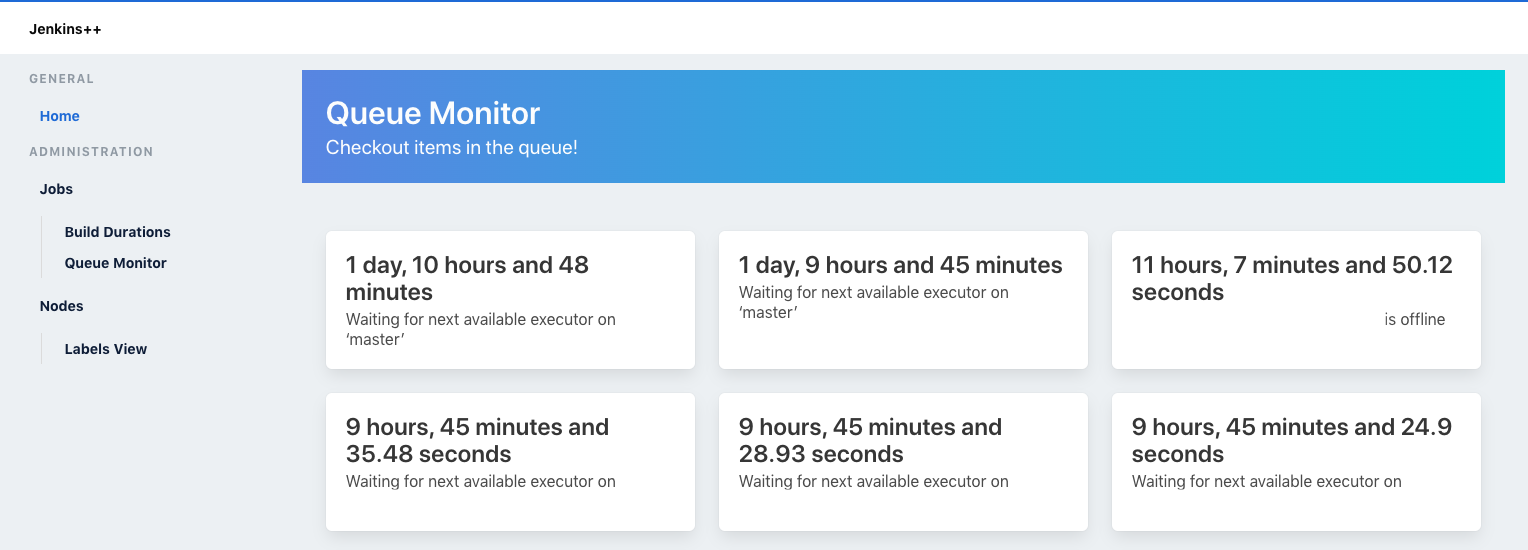 Jenkins++
GENERAL
Home
ADMINISTRATION
Jobs
Build Durations
Queue Monitor
Nodes
Labels View
Queue Monitor
Checkout items in the queue!
1 day, 10 hours and 48
minutes
Waiting for next available executor on
‘master’
1 day, 9 hours and 45 minutes
Waiting for next available executor on
‘master’
11 hours, 7 minutes and 50.12
seconds
is offline
9 hours, 45 minutes and
35.48 seconds
Waiting for next available executor on
9 hours, 45 minutes and
28.93 seconds
Waiting for next available executor on
9 hours, 45 minutes and 24.9
seconds
Waiting for next available executor on